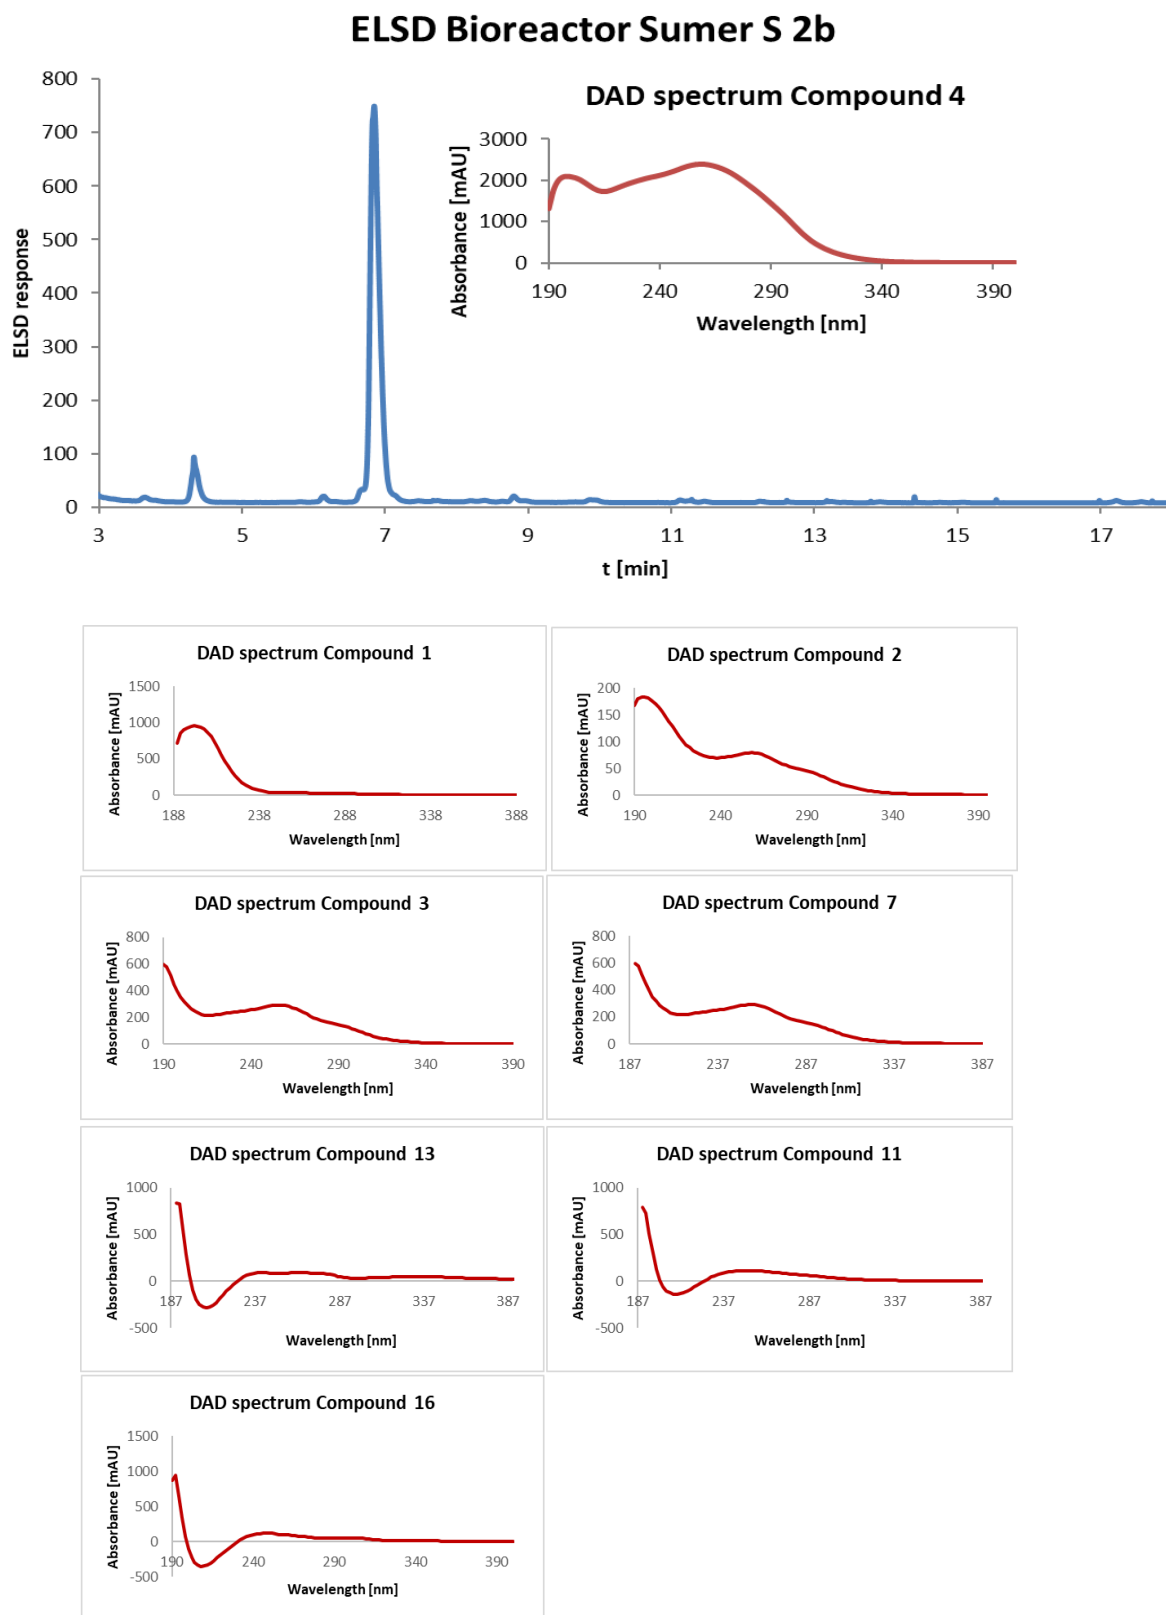 ELSD Bioreactor Sumer S 2b
800
700
600
500
400
300
200
100
0
ELSD response
3 5 7 9 11 13 15 17
t [min]
DAD spectrum Compound 4
3000
2000
1000
0
Absorbance [mAU]
190 240 290 340 390
Wavelength [nm]
DAD spectrum Compound 1
1500
1000
500
0
Absorbance [mAU]
188 238 288 338 388
Wavelength [nm]
DAD spectrum Compound 2
200
150
100
50
0
Absorbance [mAU]
190 240 290 340 390
Wavelength [nm]
DAD spectrum Compound 3
800
600
400
200
0
Absorbance [mAU]
190 240 290 340 390
Wavelength [nm]
DAD spectrum Compound 7
800
600
400
200
0
Absorbance [mAU]
187 237 287 337 387
Wavelength [nm]
DAD spectrum Compound 13
1000
500
0
-500
Absorbance [mAU]
187 237 287 337 387
Wavelength [nm]
DAD spectrum Compound 11
1000
500
0
-500
Absorbance [mAU]
187 237 287 337 387
Wavelength [nm]
DAD spectrum Compound 16
1500
1000
500
0
-500
Absorbance [mAU]
190 240 290 340 390
Wavelength [nm]